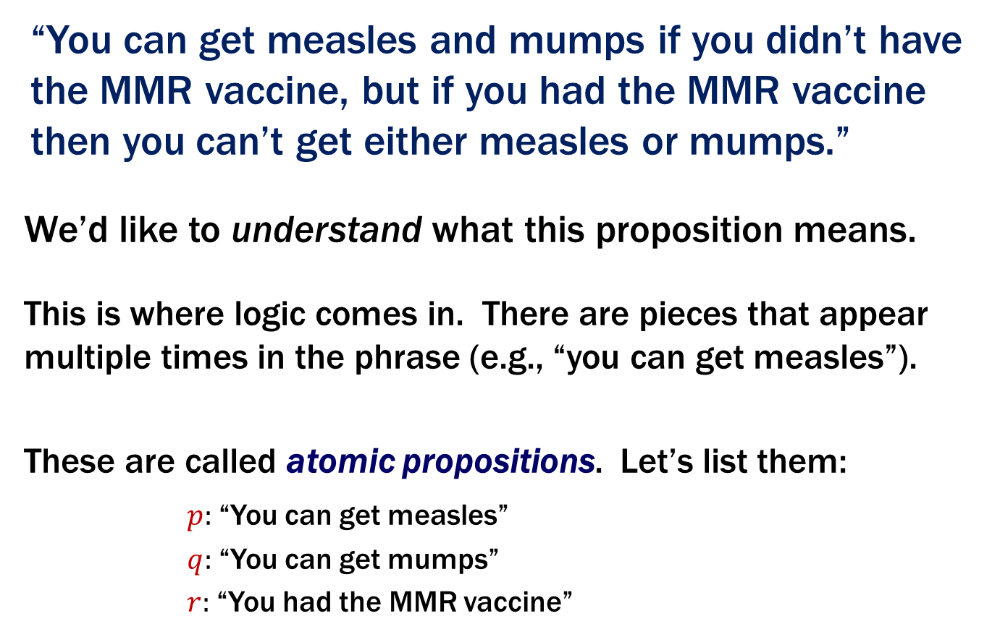 “You can get measles and mumps if you didn’t have
the MMR vaccine, but if you had the MMR vaccine
then you can’t get either measles or mumps.”
We’d like to understand what this proposition means.
This is where logic comes in.  There are pieces that appear
multiple times in the phrase (e.g., “you can get measles”).
These are called atomic propositions.  Let’s list them:
p: “You can get measles”
q: “You can get mumps”
r: “You had the MMR vaccine”